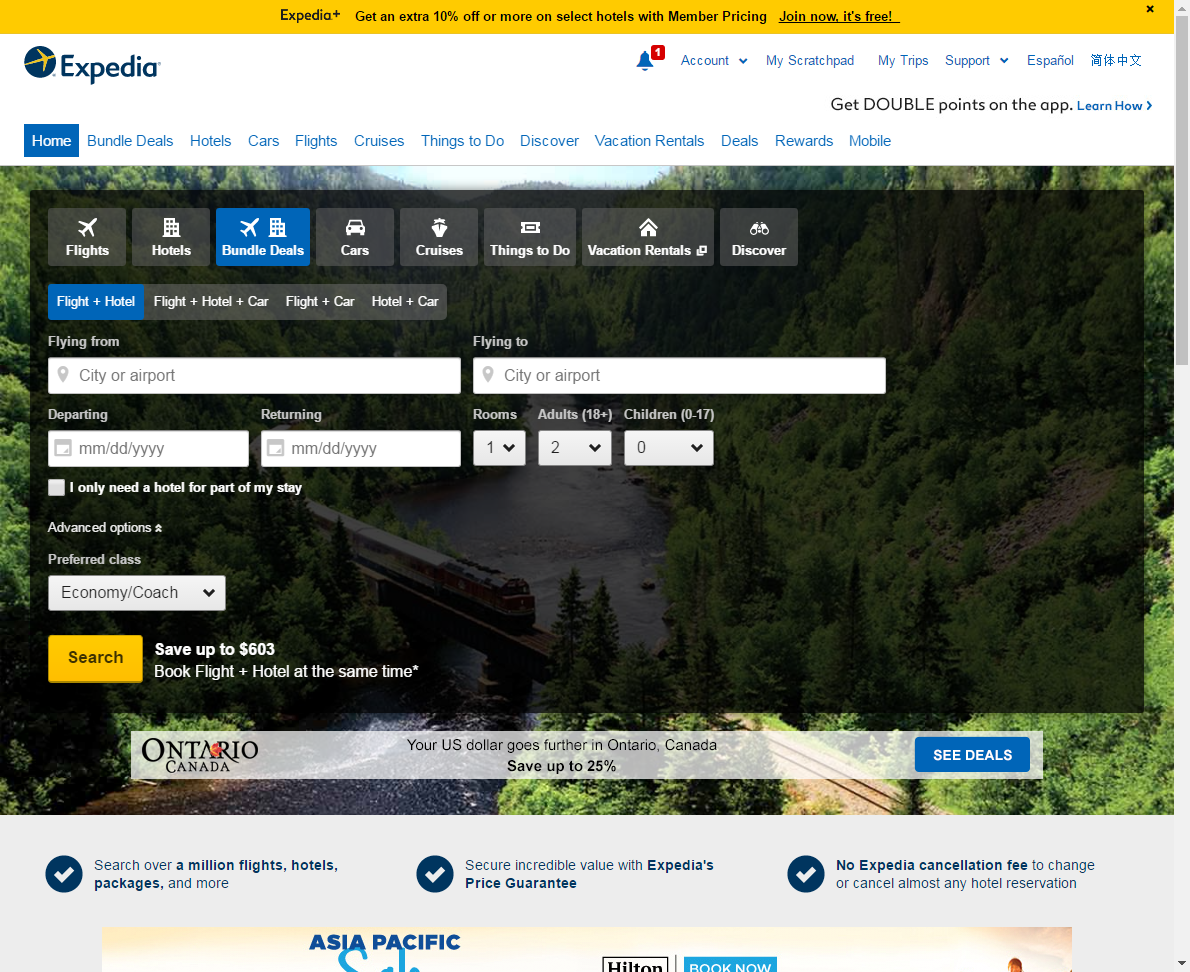 Expedia+ Get an extra 10% off or more on select hotels with Member Pricing Join now, it's free! ×
Expedia
1 Account My Scratchpad My Trips Support Español 简体中文
Get DOUBLE points on the app. Learn How
Home Bundle Deals Hotels Cars Flights Cruises Things to Do Discover Vacation Rentals Deals Rewards Mobile
Flights Hotels Bundle Deals Cars Cruises Things to Do Vacation Rentals Discover
Flight + Hotel Flight + Hotel + Car Flight + Car Hotel + Car
Flying from Flying to
City or airport City or airport
Departing Returning Rooms Adults (18+) Children (0-17)
mm/dd/yyyy mm/dd/yyyy 1 2 0
I only need a hotel for part of my stay
Advanced options
Preferred class
Economy/Coach
Search
Save up to $603
Book Flight + Hotel at the same time*
ONTARIO
CANADA
Your US dollar goes further in Ontario, Canada
Save up to 25%
SEE DEALS
Search over a million flights, hotels,
packages, and more
Secure incredible value with Expedia's
Price Guarantee
No Expedia cancellation fee to change
or cancel almost any hotel reservation
ASIA PACIFIC
Hilton BOOK NOW